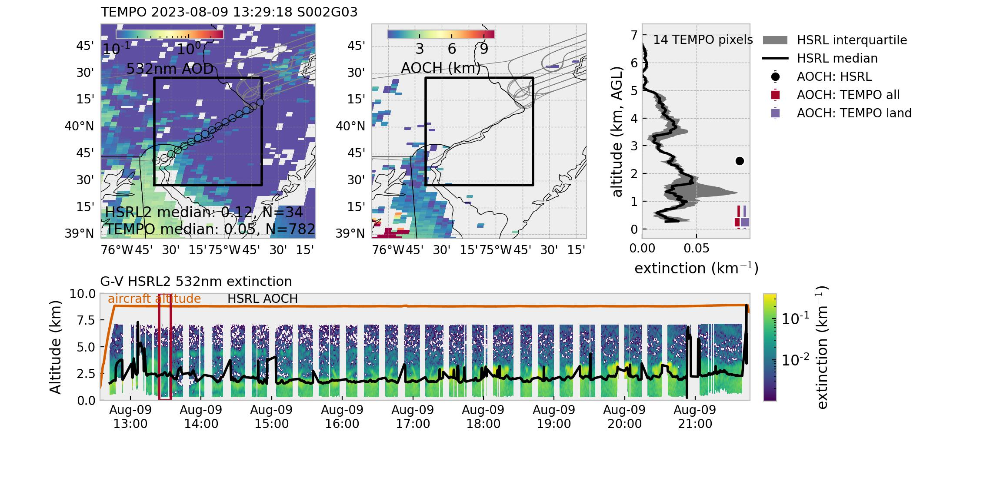 TEMPO 2023-08-09 13:29:18 S002G03
10-1 100
532nm AOD
45'
30'
15'
40°N
45'
30'
15'
39°N
HSRL2 median: 0.12, N=34
TEMPO median: 0.05, N=782
76°W 45' 30' 15' 75°W 45' 30' 15'
3 6 9
AOCH (km)
45'
30'
15'
40°N
45'
30'
15'
39°N
76°W 45' 30' 15' 75°W 45' 30' 15'
14 TEMPO pixels
altitude (km, AGL)
7
6
5
4
3
2
1
0
0.00 0.05
extinction (km−1)
HSRL interquartile
HSRL median
AOCH: HSRL
AOCH: TEMPO all
AOCH: TEMPO land
G-V HSRL2 532nm extinction
aircraft altitude HSRL AOCH
Altitude (km)
10.0
7.5
5.0
2.5
0.0
Aug-09 Aug-09 Aug-09 Aug-09 Aug-09 Aug-09 Aug-09 Aug-09 Aug-09
13:00 14:00 15:00 16:00 17:00 18:00 19:00 20:00 21:00
10-1
10-2
extinction (km−1)